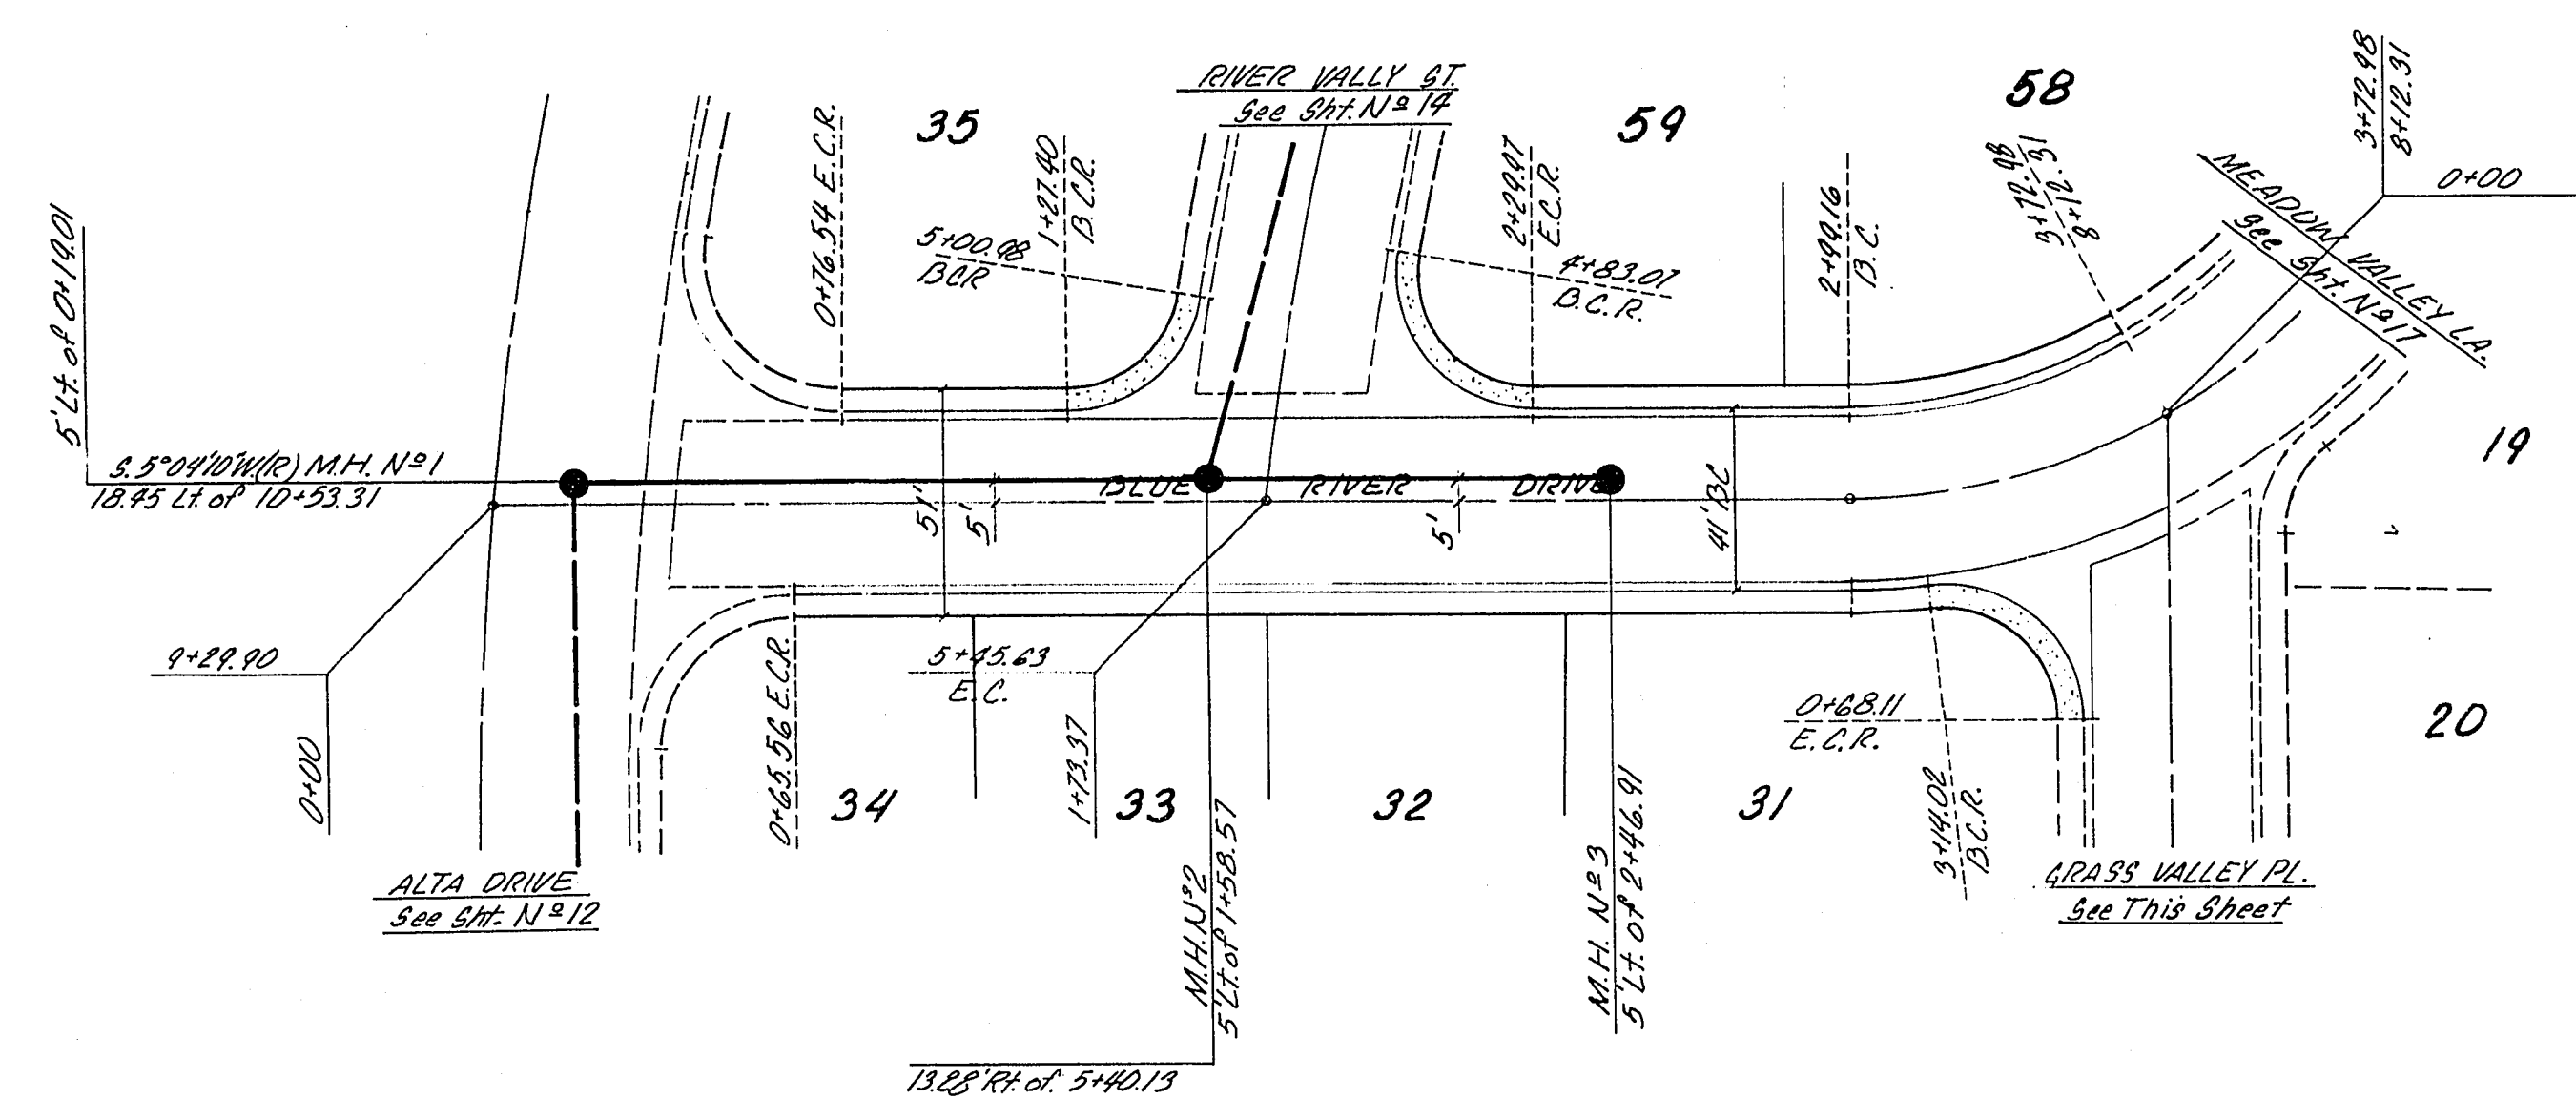 RIVER VALLY ST.
See Sht. Nº 14
35
59
58
3+72.98
8+12.31
0+00
3+72.98
8+12.31
MEADOW VALLEY LA.
See Sht. Nº 17
5' Lt. of 0+19.01
0+76.54 E.C.R.
1+27.40
B.C.R.
5+00.98
BCR
2+29.97
E.C.R.
4+83.07
B.C.R.
2+99.16
B.C.
19
S. 5°04'10"W(R) M.H. Nº 1
18.45 Lt. of 10+53.31
BLUE RIVER DRIVE
51'
5'
5'
41' BC
9+29.90
0+00
0+65.56 E.C.R.
5+45.63
E.C.
1+73.37
0+68.11
E.C.R.
3+14.02
B.C.R.
20
34
33
32
31
ALTA DRIVE
See Sht. Nº 12
M.H. Nº 2
5' Lt. of 1+58.57
M.H. Nº 3
5' Lt. of 2+46.91
GRASS VALLEY PL.
See This Sheet
13.28' Rt. of 5+40.13